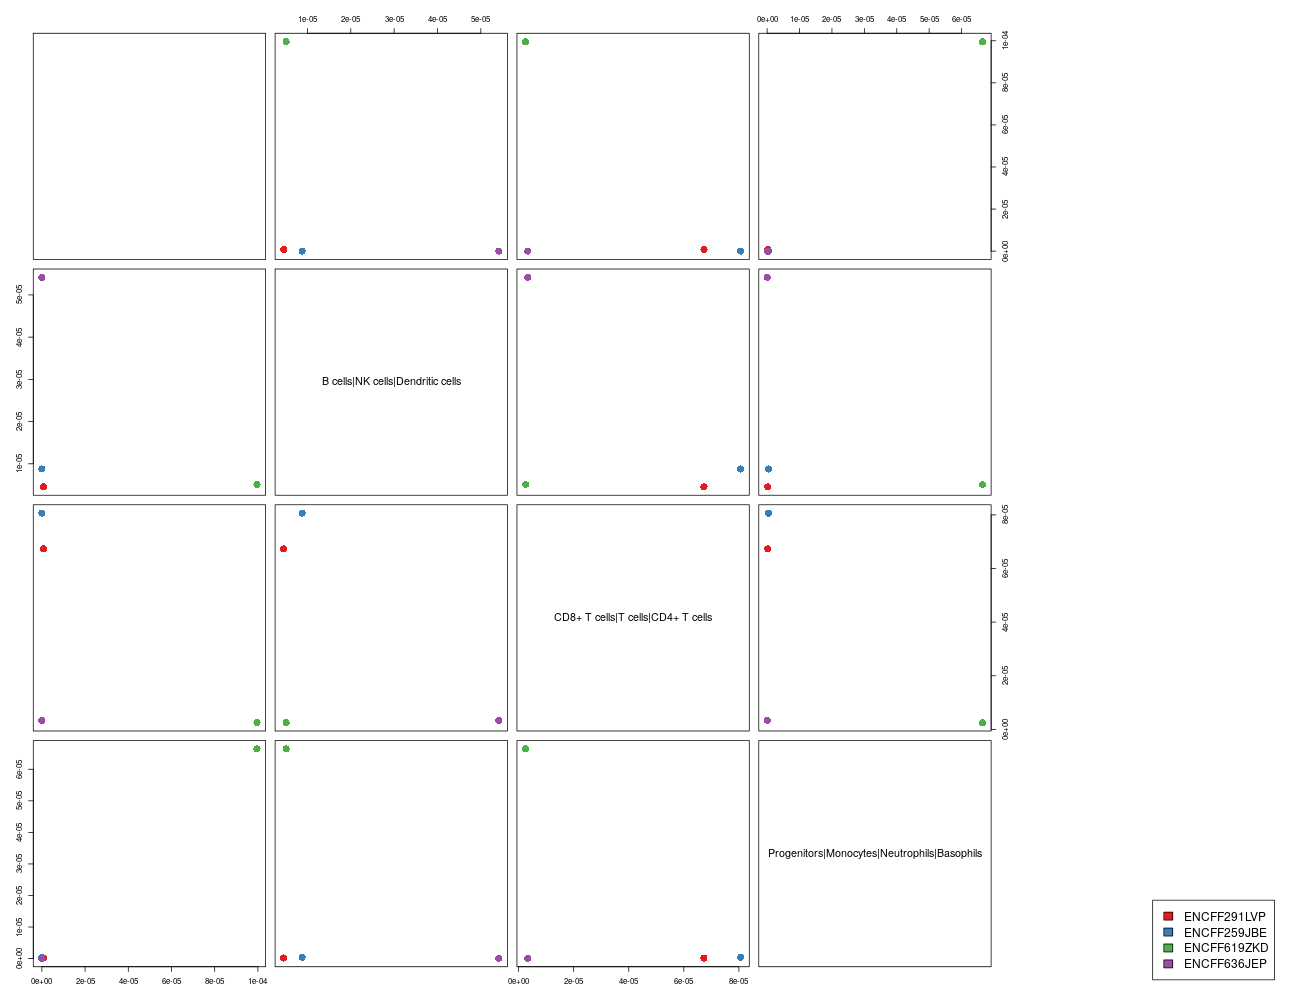 1e-05 2e-05 3e-05 4e-05 5e-05
0e+00 1e-05 2e-05 3e-05 4e-05 5e-05 6e-05
0e+00 2e-05 4e-05 6e-05 8e-05 1e-04
1e-05 2e-05 3e-05 4e-05 5e-05
B cells|NK cells|Dendritic cells
CD8+ T cells|T cells|CD4+ T cells
0e+00 2e-05 4e-05 6e-05 8e-05
0e+00 1e-05 2e-05 3e-05 4e-05 5e-05 6e-05
Progenitors|Monocytes|Neutrophils|Basophils
0e+00 2e-05 4e-05 6e-05 8e-05 1e-04
0e+00 2e-05 4e-05 6e-05 8e-05
ENCFF291LVP
ENCFF259JBE
ENCFF619ZKD
ENCFF636JEP